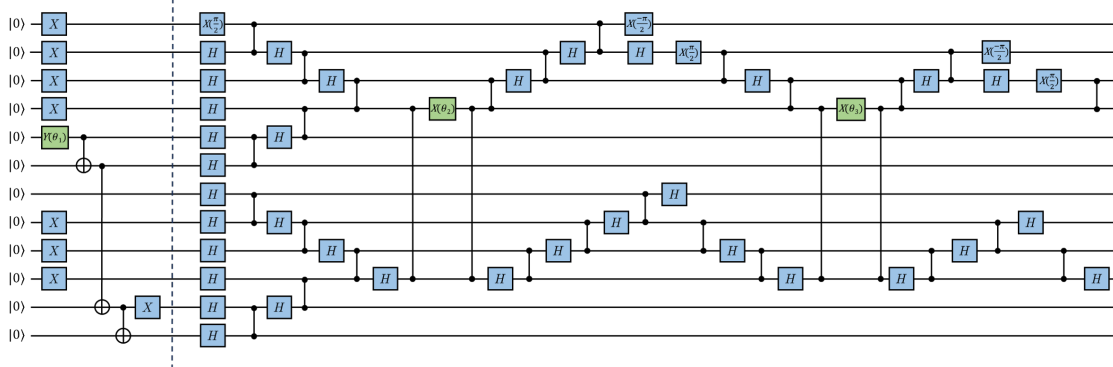 |0⟩ X X(π/2) X(-π/2)
|0⟩ X H H H H X(π/2) X(-π/2)
|0⟩ X H H H H H H X(π/2)
|0⟩ X H X(θ₂) X(θ₃)
|0⟩ Y(θ₁) H H
|0⟩ H
|0⟩ H H
|0⟩ X H H H H
|0⟩ X H H H H H
|0⟩ X H H H H H H
|0⟩ X H H
|0⟩ H